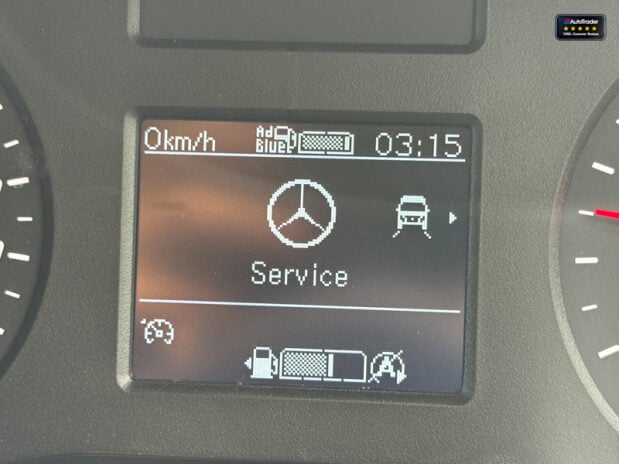 AutoTrader
0km/h
Ad
Blue
03:15
Service
A